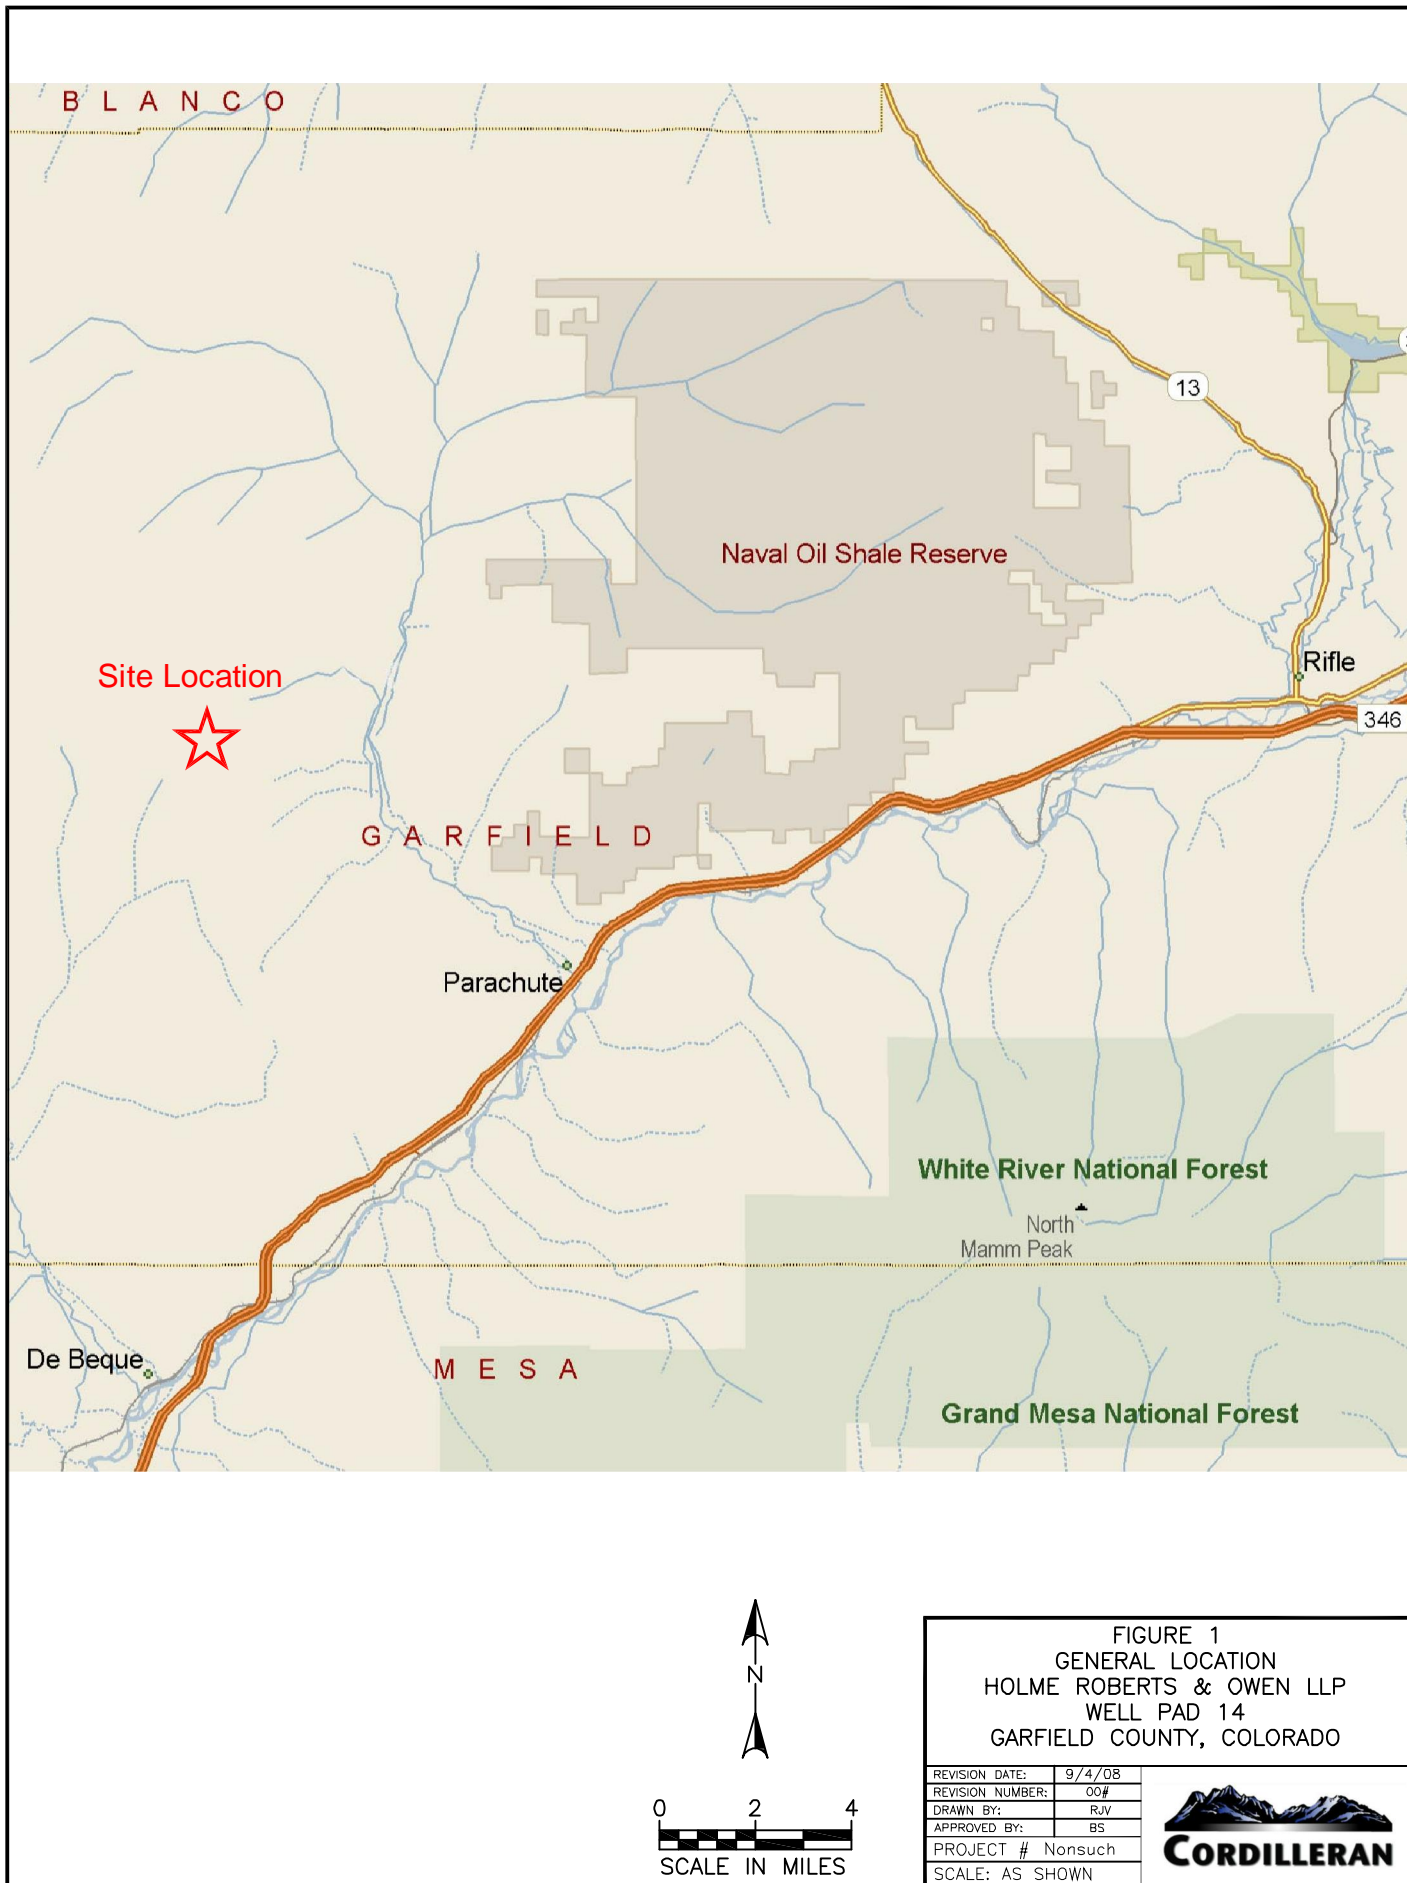 B L A N C O
13
Naval Oil Shale Reserve
Rifle
Site Location
346
G A R F I E L D
Parachute
White River National Forest
North
Mamm Peak
De Beque
M E S A
Grand Mesa National Forest
N
0 2 4
SCALE IN MILES
FIGURE 1
GENERAL LOCATION
HOLME ROBERTS & OWEN LLP
WELL PAD 14
GARFIELD COUNTY, COLORADO
REVISION DATE: 9/4/08
REVISION NUMBER: 00#
DRAWN BY: RJV
APPROVED BY: BS
PROJECT # Nonsuch
SCALE: AS SHOWN
CORDILLERAN